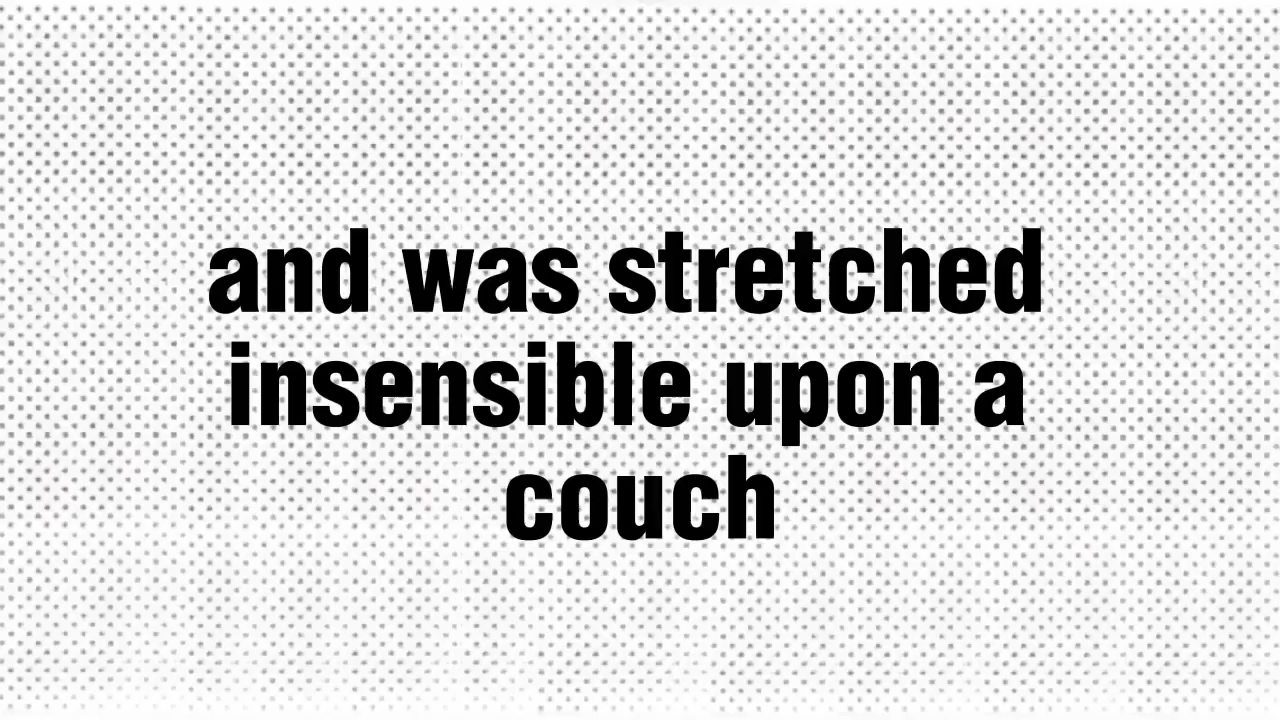 and was stretched
insensible upon a
couch